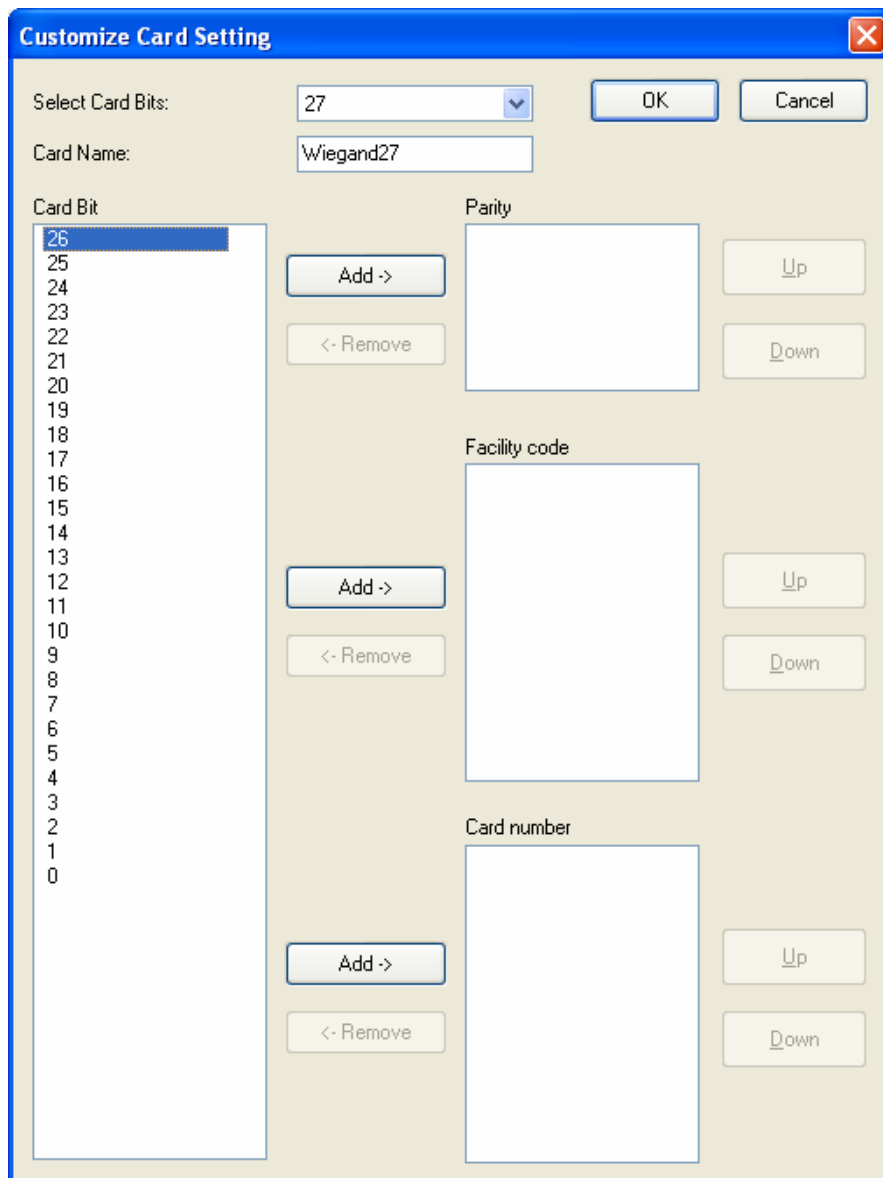 Customize Card Setting
Select Card Bits: 27 OK Cancel
Card Name: Wiegand27
Card Bit
26
25
24
23
22
21
20
19
18
17
16
15
14
13
12
11
10
9
8
7
6
5
4
3
2
1
0
Add ->
<- Remove
Parity
Up
Down
Add ->
<- Remove
Facility code
Up
Down
Add ->
<- Remove
Card number
Up
Down